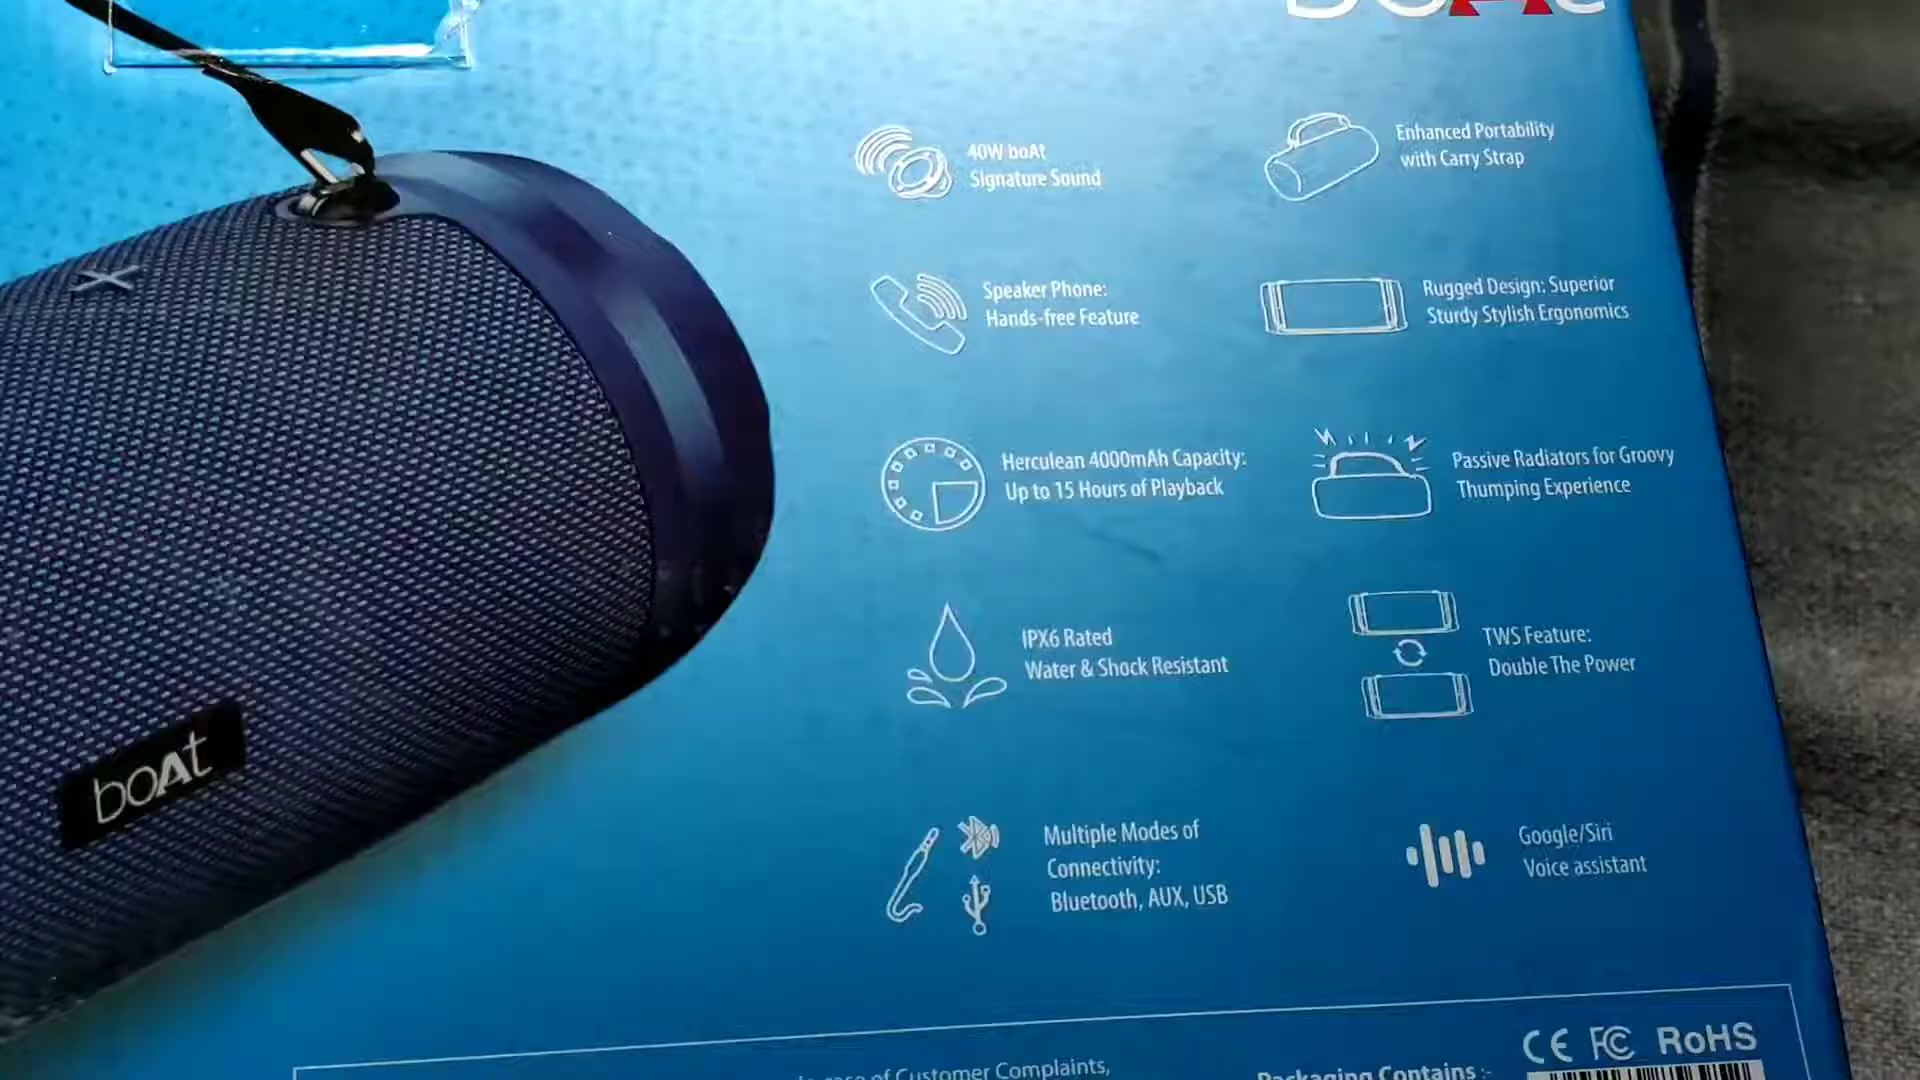 boAt
40W boAt
Signature Sound
Enhanced Portability
with Carry Strap
Speaker Phone:
Hands-free Feature
Rugged Design: Superior
Sturdy Stylish Ergonomics
Herculean 4000mAh Capacity:
Up to 15 Hours of Playback
Passive Radiators for Groovy
Thumping Experience
IPX6 Rated
Water & Shock Resistant
TWS Feature:
Double The Power
boAt
Multiple Modes of
Connectivity:
Bluetooth, AUX, USB
Google/Siri
Voice assistant
CE FC RoHS
case of Customer Complaints,
Packaging Contains :-